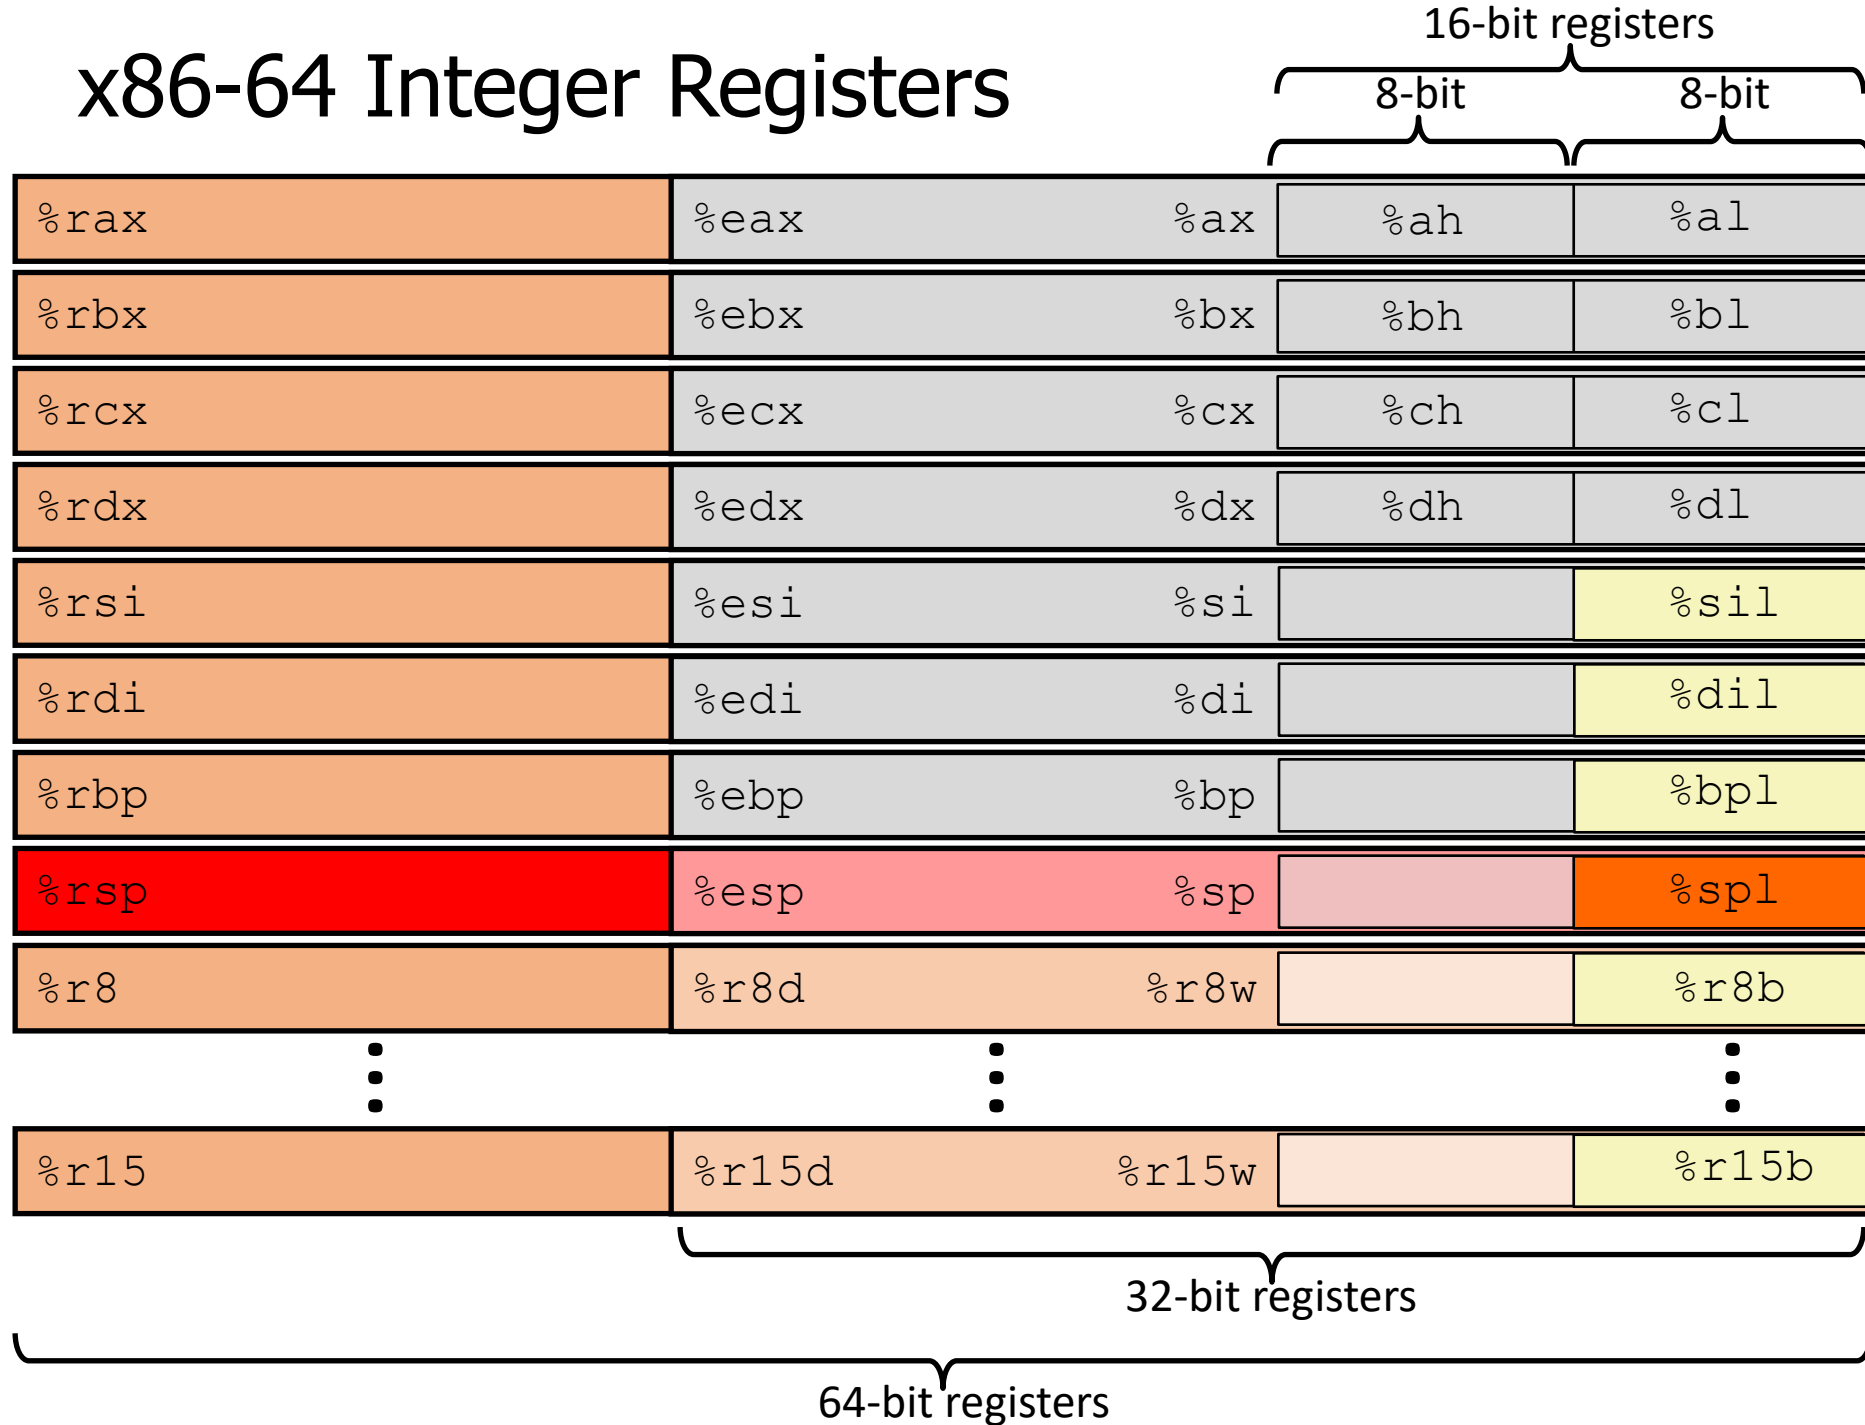 16-bit registers
x86-64 Integer Registers
8-bit 8-bit
%rax %eax %ax %ah %al
%rbx %ebx %bx %bh %bl
%rcx %ecx %cx %ch %cl
%rdx %edx %dx %dh %dl
%rsi %esi %si %sil
%rdi %edi %di %dil
%rbp %ebp %bp %bpl
%rsp %esp %sp %spl
%r8 %r8d %r8w %r8b
%r15 %r15d %r15w %r15b
32-bit registers
64-bit registers